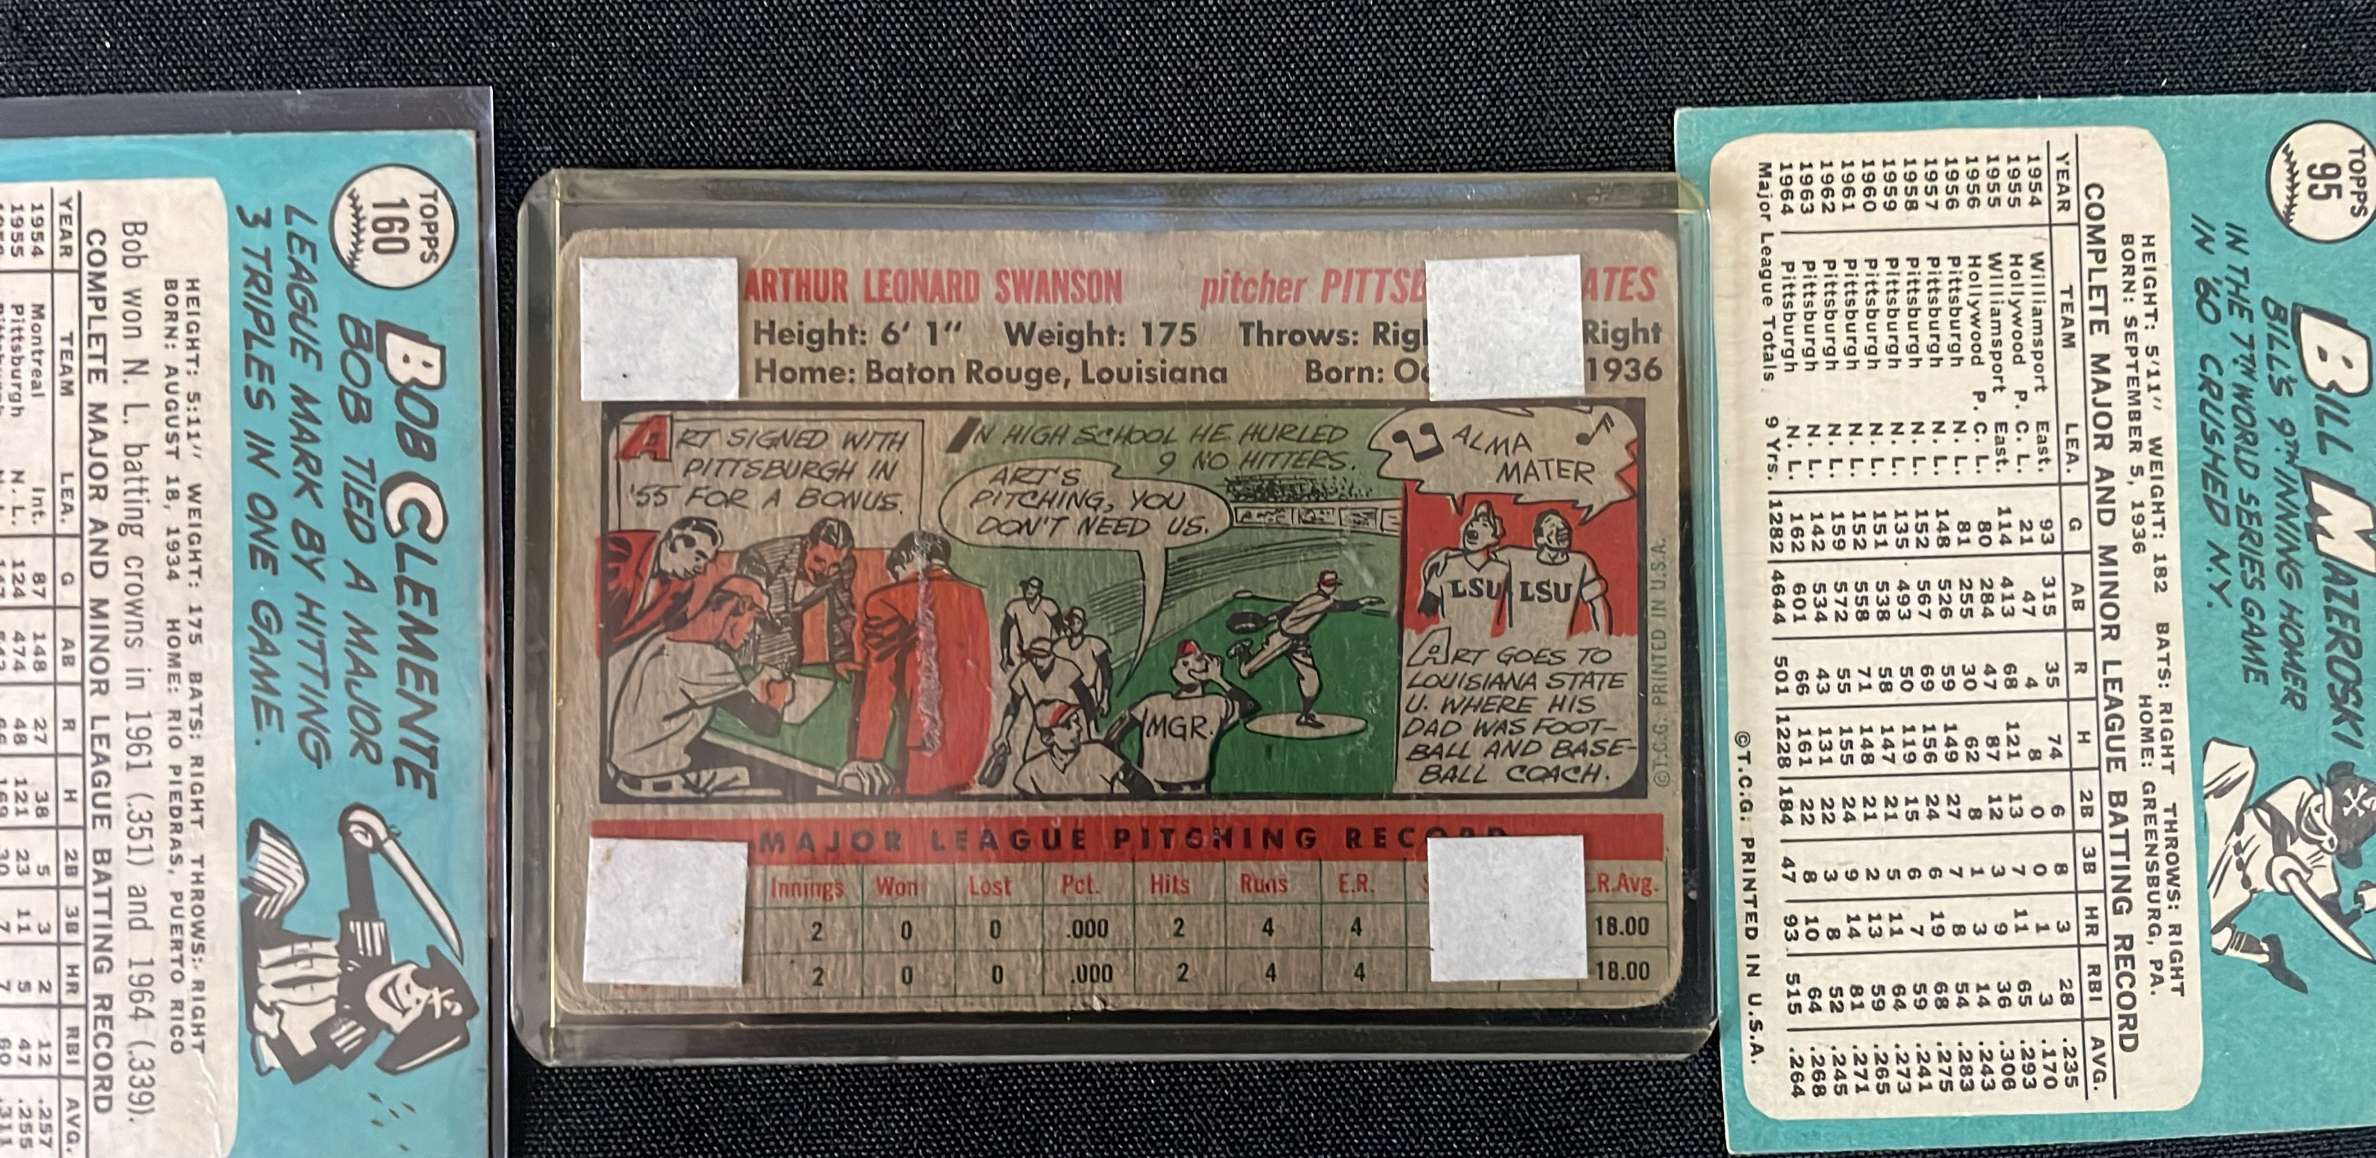 TOPPS
160
BOB CLEMENTE
BOB TIED A MAJOR
LEAGUE MARK BY HITTING
3 TRIPLES IN ONE GAME.
HEIGHT: 5:11" WEIGHT: 175 BATS: RIGHT THROWS: RIGHT
BORN: AUGUST 18, 1934 HOME: RIO PIEDRAS, PUERTO RICO
Bob won N. L. batting crowns in 1961 (.351) and 1964 (.339).
COMPLETE MAJOR AND MINOR LEAGUE BATTING RECORD
YEAR TEAM LEA. G AB R H 2B 3B HR RBI AVG.
1954 Montreal Int. 87 148 27 38 5 3 2 12 .257
1955 Pittsburgh N. L. 124 474 48 121 23 11 5 47 .255
ARTHUR LEONARD SWANSON pitcher
Height: 6' 1" Weight: 175 Throws: Right
Home: Baton Rouge, Louisiana Born: 1936
ART SIGNED WITH
PITTSBURGH IN
'55 FOR A BONUS.
IN HIGH SCHOOL HE HURLED
9 NO HITTERS.
ART'S
PITCHING, YOU
DON'T NEED US.
MGR.
ALMA
MATER
LSU LSU
ART GOES TO
LOUISIANA STATE
U. WHERE HIS
DAD WAS FOOT-
BALL AND BASE-
BALL COACH.
©T.C.G. PRINTED IN U.S.A.
MAJOR LEAGUE PITCHING RECORD
Innings Won Lost Pct. Hits Runs E.R. R.Avg.
2 0 0 .000 2 4 4 18.00
2 0 0 .000 2 4 4 18.00
TOPPS
95
BILL MAZEROSKI
BILL'S 9TH INNING HOMER
IN THE 7TH WORLD SERIES GAME
IN '60 CRUSHED N.Y.
HEIGHT: 5'11" WEIGHT: 182 BATS: RIGHT THROWS: RIGHT
BORN: SEPTEMBER 5, 1936 HOME: GREENSBURG, PA.
COMPLETE MAJOR AND MINOR LEAGUE BATTING RECORD
YEAR TEAM LEA. G AB R H 2B 3B HR RBI AVG.
1954 Williamsport East. 93 315 35 74 6 8 3 28 .235
1955 Hollywood P. C. L. 21 47 4 8 0 0 1 3 .170
1955 Williamsport East. 114 413 68 121 13 7 11 65 .293
1956 Hollywood P. C. L. 80 284 47 87 12 3 9 36 .306
1956 Pittsburgh N. L. 81 255 30 62 8 1 3 14 .243
1957 Pittsburgh N. L. 148 526 59 149 27 7 8 54 .283
1958 Pittsburgh N. L. 152 567 69 156 24 6 19 68 .275
1959 Pittsburgh N. L. 135 493 50 119 15 6 7 59 .241
1960 Pittsburgh N. L. 151 538 58 147 21 5 11 64 .273
1961 Pittsburgh N. L. 152 558 71 148 21 2 13 59 .265
1962 Pittsburgh N. L. 159 572 55 155 24 9 14 81 .271
1963 Pittsburgh N. L. 142 534 43 131 22 3 8 52 .245
1964 Pittsburgh N. L. 162 601 66 161 22 8 10 64 .268
Major League Totals 9 Yrs. 1282 4644 501 1228 184 47 93 515 .264
©T.C.G. PRINTED IN U.S.A.